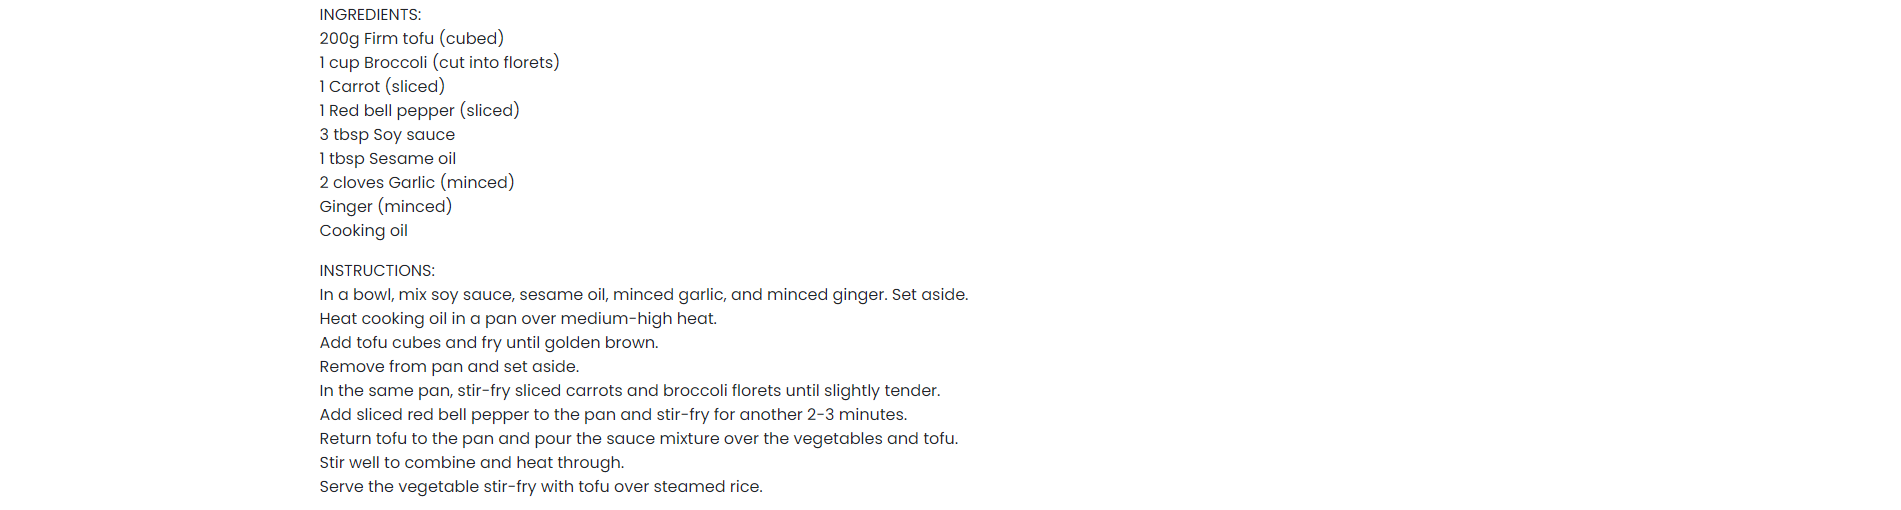 INGREDIENTS:
200g Firm tofu (cubed)
1 cup Broccoli (cut into florets)
1 Carrot (sliced)
1 Red bell pepper (sliced)
3 tbsp Soy sauce
1 tbsp Sesame oil
2 cloves Garlic (minced)
Ginger (minced)
Cooking oil
INSTRUCTIONS:
In a bowl, mix soy sauce, sesame oil, minced garlic, and minced ginger. Set aside.
Heat cooking oil in a pan over medium-high heat.
Add tofu cubes and fry until golden brown.
Remove from pan and set aside.
In the same pan, stir-fry sliced carrots and broccoli florets until slightly tender.
Add sliced red bell pepper to the pan and stir-fry for another 2-3 minutes.
Return tofu to the pan and pour the sauce mixture over the vegetables and tofu.
Stir well to combine and heat through.
Serve the vegetable stir-fry with tofu over steamed rice.